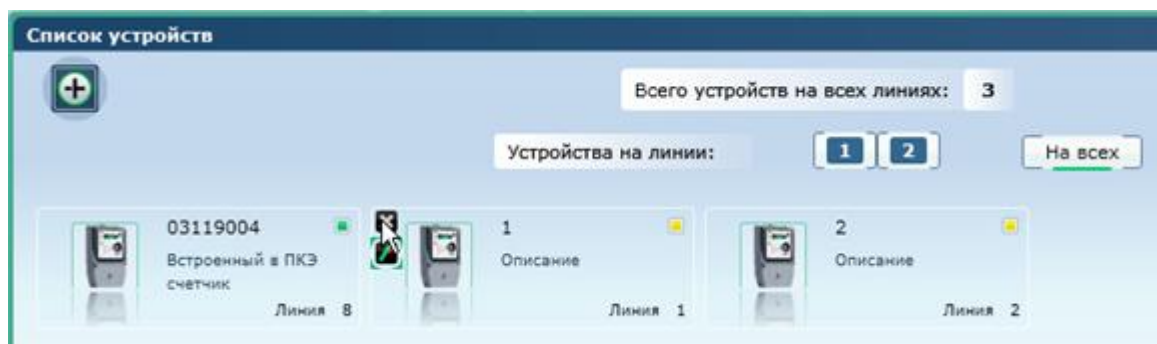 Список устройств
Всего устройств на всех линиях: 3
Устройства на линии: 1 2 На всех
03119004
Встроенный в ПКЭ
счетчик
Линия 8
1
Описание
Линия 1
2
Описание
Линия 2